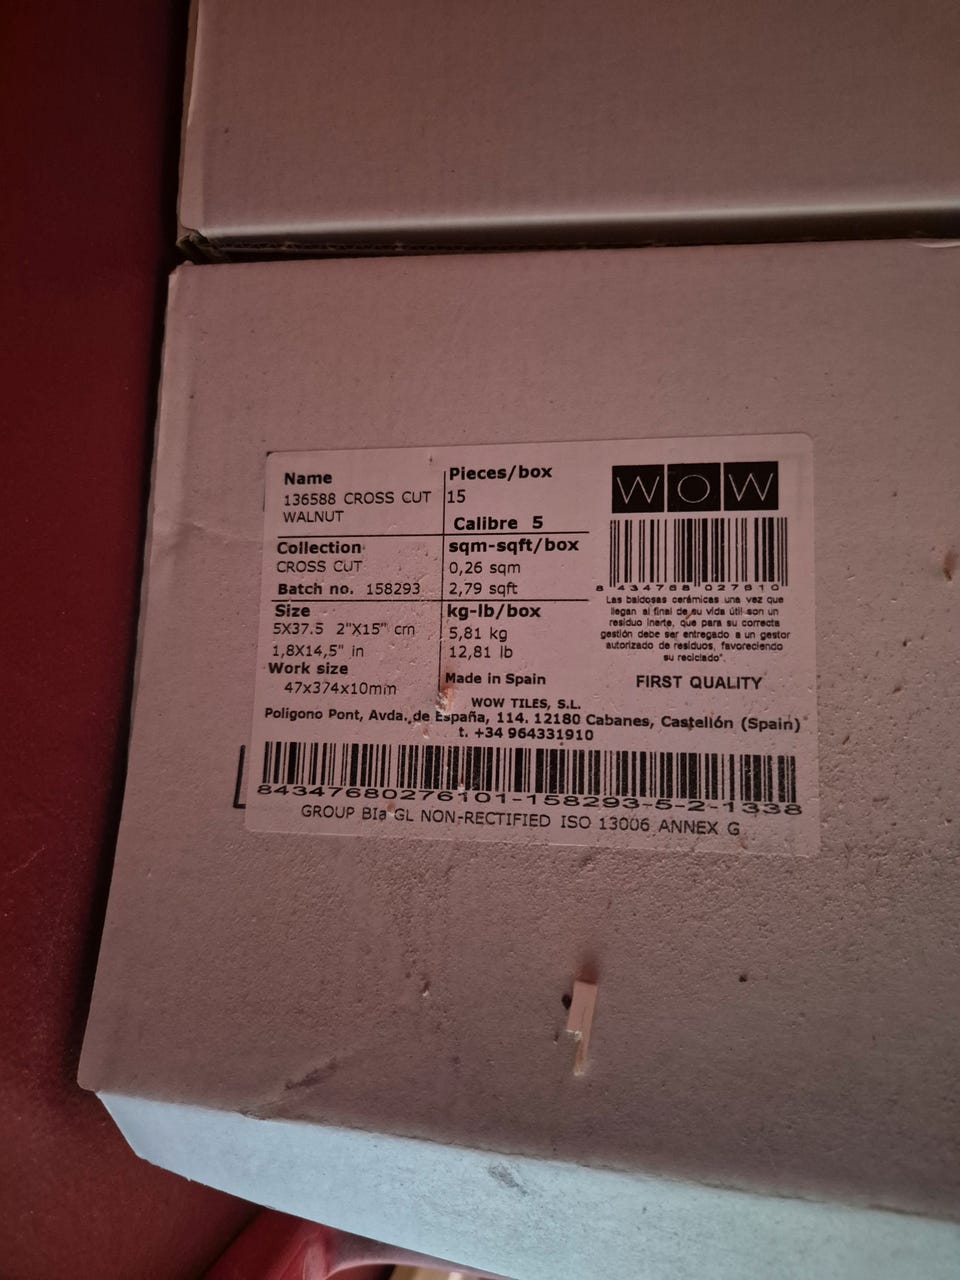 Name
136588 CROSS CUT
WALNUT
Pieces/box
15
Calibre 5
WOW
Collection
CROSS CUT
Batch no. 158293
sqm-sqft/box
0,26 sqm
2,79 sqft
8 434768 027610
Size
5X37.5 2"X15" cm
1,8X14,5" in
Work size
47x374x10mm
kg-lb/box
5,81 kg
12,81 lb
Made in Spain
Las baldosas cerámicas una vez que
llegan al final de su vida útil son un
residuo inerte, que para su correcta
gestión debe ser entregado a un gestor
autorizado de residuos, favoreciendo
su reciclado".
FIRST QUALITY
WOW TILES, S.L.
Poligono Pont, Avda. de España, 114. 12180 Cabanes, Castellón (Spain)
t. +34 964331910
84347680276101-158293-5-2-1338
GROUP BIa GL NON-RECTIFIED ISO 13006 ANNEX G